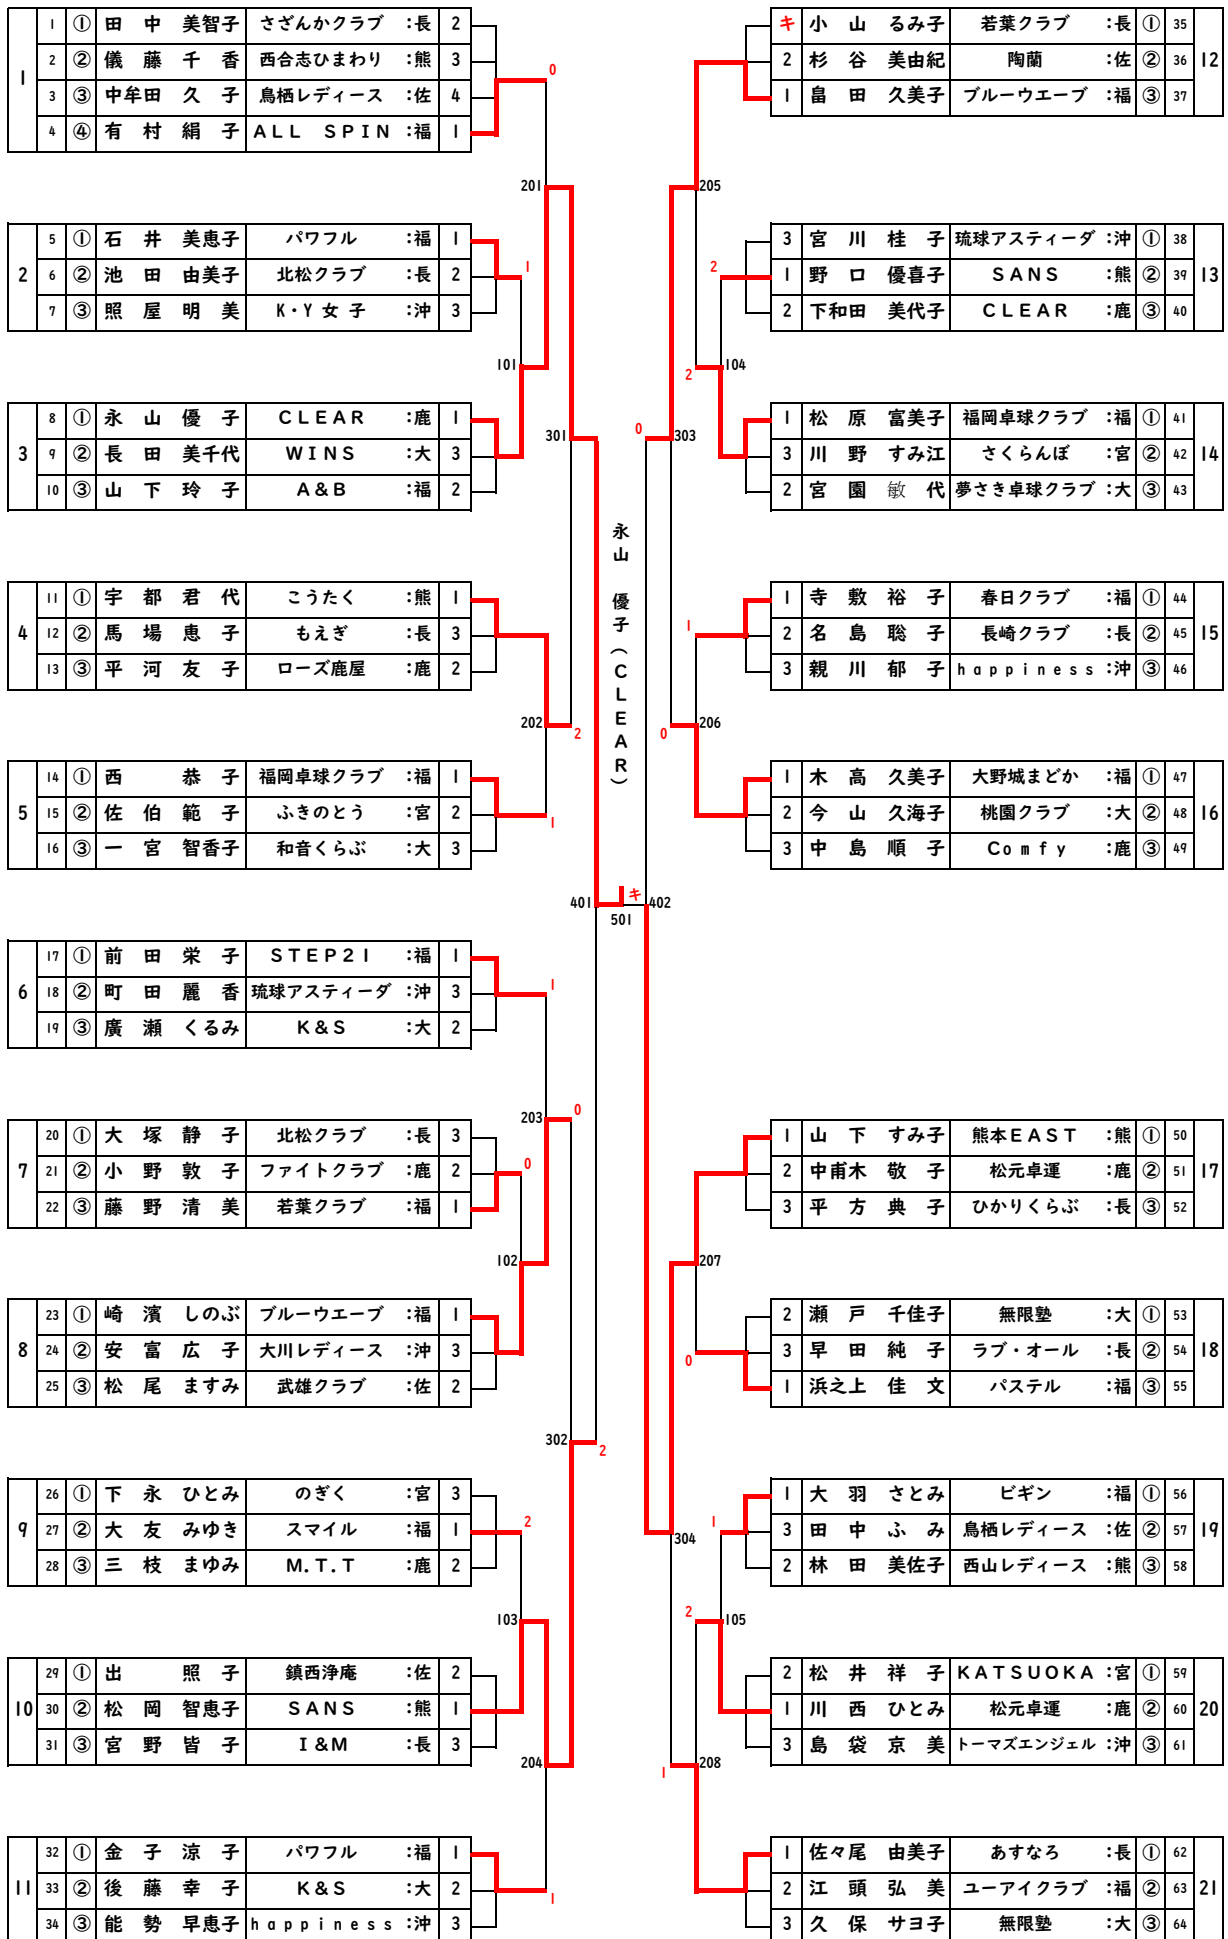 1
1 ① 田中 美智子 さざんかクラブ :長 2
2 ② 儀藤 千香 西合志ひまわり :熊 3
3 ③ 中牟田 久子 鳥栖レディース :佐 4
4 ④ 有村 絹子 ALL SPIN :福 1
0
201
2
5 ① 石井 美恵子 パワフル :福 1
6 ② 池田 由美子 北松クラブ :長 2
7 ③ 照屋 明美 K・Y女子 :沖 3
1
101
3
8 ① 永山 優子 CLEAR :鹿 1
9 ② 長田 美千代 WINS :大 3
10 ③ 山下 玲子 A&B :福 2
301
4
11 ① 宇都 君代 こうたく :熊 1
12 ② 馬場 恵子 もえぎ :長 3
13 ③ 平河 友子 ローズ鹿屋 :鹿 2
202
2
5
14 ① 西 恭子 福岡卓球クラブ :福 1
15 ② 佐伯 範子 ふきのとう :宮 2
16 ③ 一宮 智香子 和音くらぶ :大 3
1
401
6
17 ① 前田 栄子 STEP21 :福 1
18 ② 町田 麗香 琉球アスティーダ :沖 3
19 ③ 廣瀬 くるみ K&S :大 2
1
203
0
7
20 ① 大塚 静子 北松クラブ :長 3
21 ② 小野 敦子 ファイトクラブ :鹿 2
22 ③ 藤野 清美 若葉クラブ :福 1
0
102
8
23 ① 崎濱 しのぶ ブルーウエーブ :福 1
24 ② 安富 広子 大川レディース :沖 3
25 ③ 松尾 ますみ 武雄クラブ :佐 2
302
2
9
26 ① 下永 ひとみ のぎく :宮 3
27 ② 大友 みゆき スマイル :福 1
28 ③ 三枝 まゆみ M.T.T :鹿 2
2
103
10
29 ① 出 照子 鎮西浄庵 :佐 2
30 ② 松岡 智恵子 SANS :熊 1
31 ③ 宮野 皆子 I&M :長 3
204
11
32 ① 金子 涼子 パワフル :福 1
33 ② 後藤 幸子 K&S :大 2
34 ③ 能勢 早恵子 happiness :沖 3
1
永山 優子(CLEAR)
キ
501
キ 小山 るみ子 若葉クラブ :長 ① 35
2 杉谷 美由紀 陶蘭 :佐 ② 36
1 畠田 久美子 ブルーウエーブ :福 ③ 37
12
205
3 宮川 桂子 琉球アスティーダ :沖 ① 38
1 野口 優喜子 SANS :熊 ② 39
2 下和田 美代子 CLEAR :鹿 ③ 40
13
2
104
2
1 松原 富美子 福岡卓球クラブ :福 ① 41
3 川野 すみ江 さくらんぼ :宮 ② 42
2 宮園 敏代 夢さき卓球クラブ :大 ③ 43
14
0
303
1 寺敷 裕子 春日クラブ :福 ① 44
2 名島 聡子 長崎クラブ :長 ② 45
3 親川 郁子 happiness :沖 ③ 46
15
1
206
0
1 木高 久美子 大野城まどか :福 ① 47
2 今山 久海子 桃園クラブ :大 ② 48
3 中島 順子 Comfy :鹿 ③ 49
16
402
1 山下 すみ子 熊本EAST :熊 ① 50
2 中甫木 敬子 松元卓運 :鹿 ② 51
3 平方 典子 ひかりくらぶ :長 ③ 52
17
207
2 瀬戸 千佳子 無限塾 :大 ① 53
3 早田 純子 ラブ・オール :長 ② 54
1 浜之上 佳文 パステル :福 ③ 55
18
0
304
1 大羽 さとみ ビギン :福 ① 56
3 田中 ふみ 鳥栖レディース :佐 ② 57
2 林田 美佐子 西山レディース :熊 ③ 58
19
1
105
2
2 松井 祥子 KATSUOKA :宮 ① 59
1 川西 ひとみ 松元卓運 :鹿 ② 60
3 島袋 京美 トーマズエンジェル :沖 ③ 61
20
208
1
1 佐々尾 由美子 あすなろ :長 ① 62
2 江頭 弘美 ユーアイクラブ :福 ② 63
3 久保 サヨ子 無限塾 :大 ③ 64
21